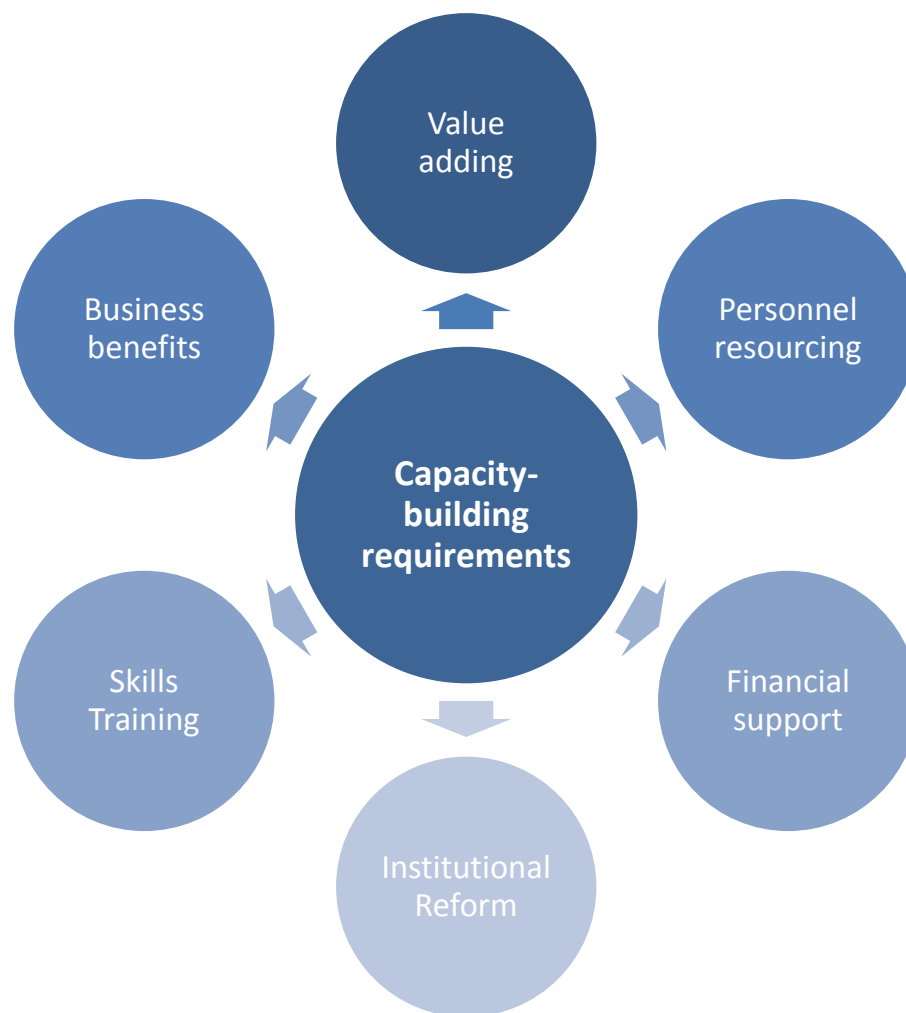 Value
adding
Business
benefits
Personnel
resourcing
Capacity-
building
requirements
Skills
Training
Financial
support
Institutional
Reform